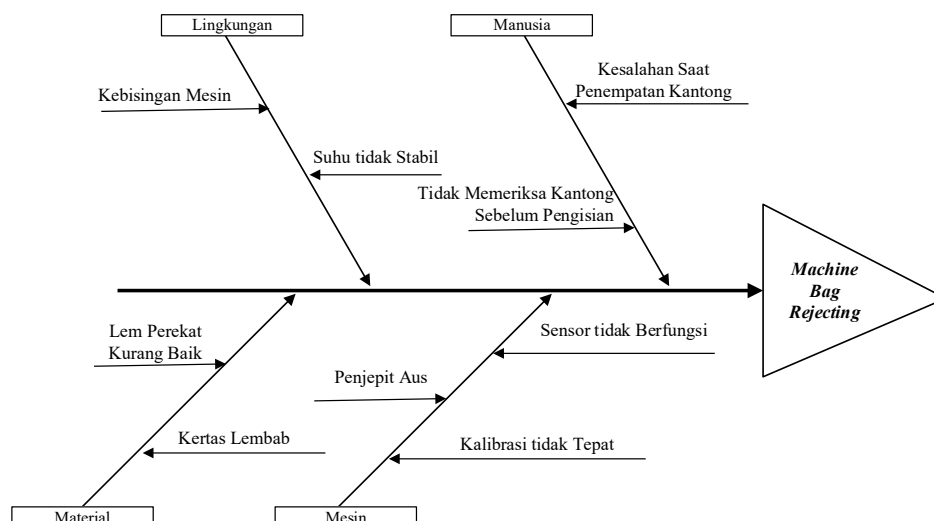 Lingkungan
Manusia
Kebisingan Mesin
Suhu tidak Stabil
Kesalahan Saat
Penempatan Kantong
Tidak Memeriksa Kantong
Sebelum Pengisian
Machine
Bag
Rejecting
Lem Perekat
Kurang Baik
Kertas Lembab
Sensor tidak Berfungsi
Penjepit Aus
Kalibrasi tidak Tepat
Material
Mesin